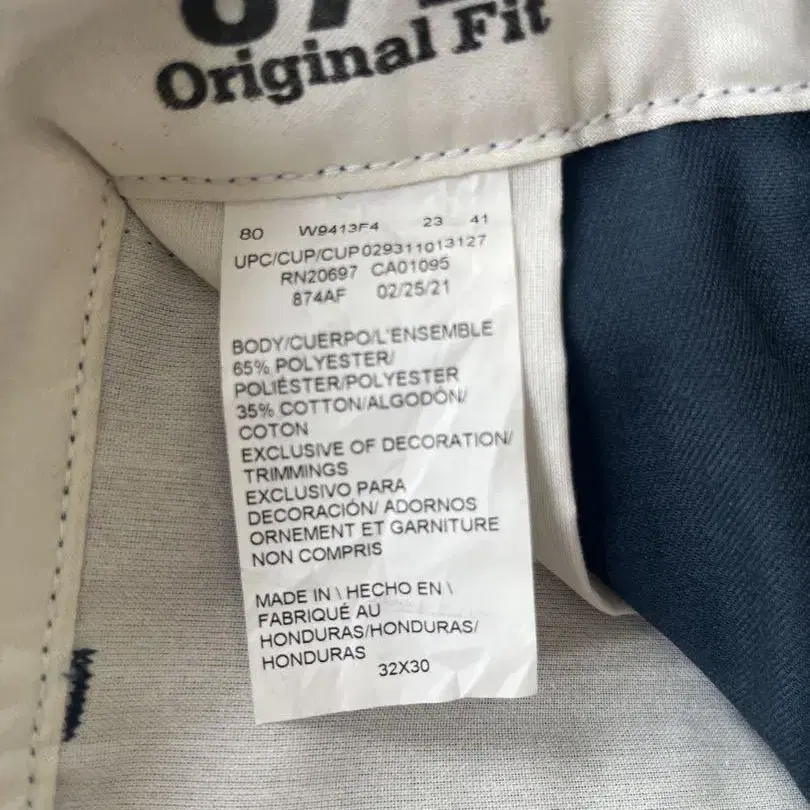 Original Fit
80 W9413F4 23 41
UPC/CUP/CUP 029311013127
RN20697 CA01095
874AF 02/25/21
BODY/CUERPO/L'ENSEMBLE
65% POLYESTER/
POLIÉSTER/POLYESTER
35% COTTON/ALGODÓN/
COTON
EXCLUSIVE OF DECORATION/
TRIMMINGS
EXCLUSIVO PARA
DECORACIÓN/ ADORNOS
ORNEMENT ET GARNITURE
NON COMPRIS
MADE IN \ HECHO EN \
FABRIQUÉ AU
HONDURAS/HONDURAS/
HONDURAS
32X30